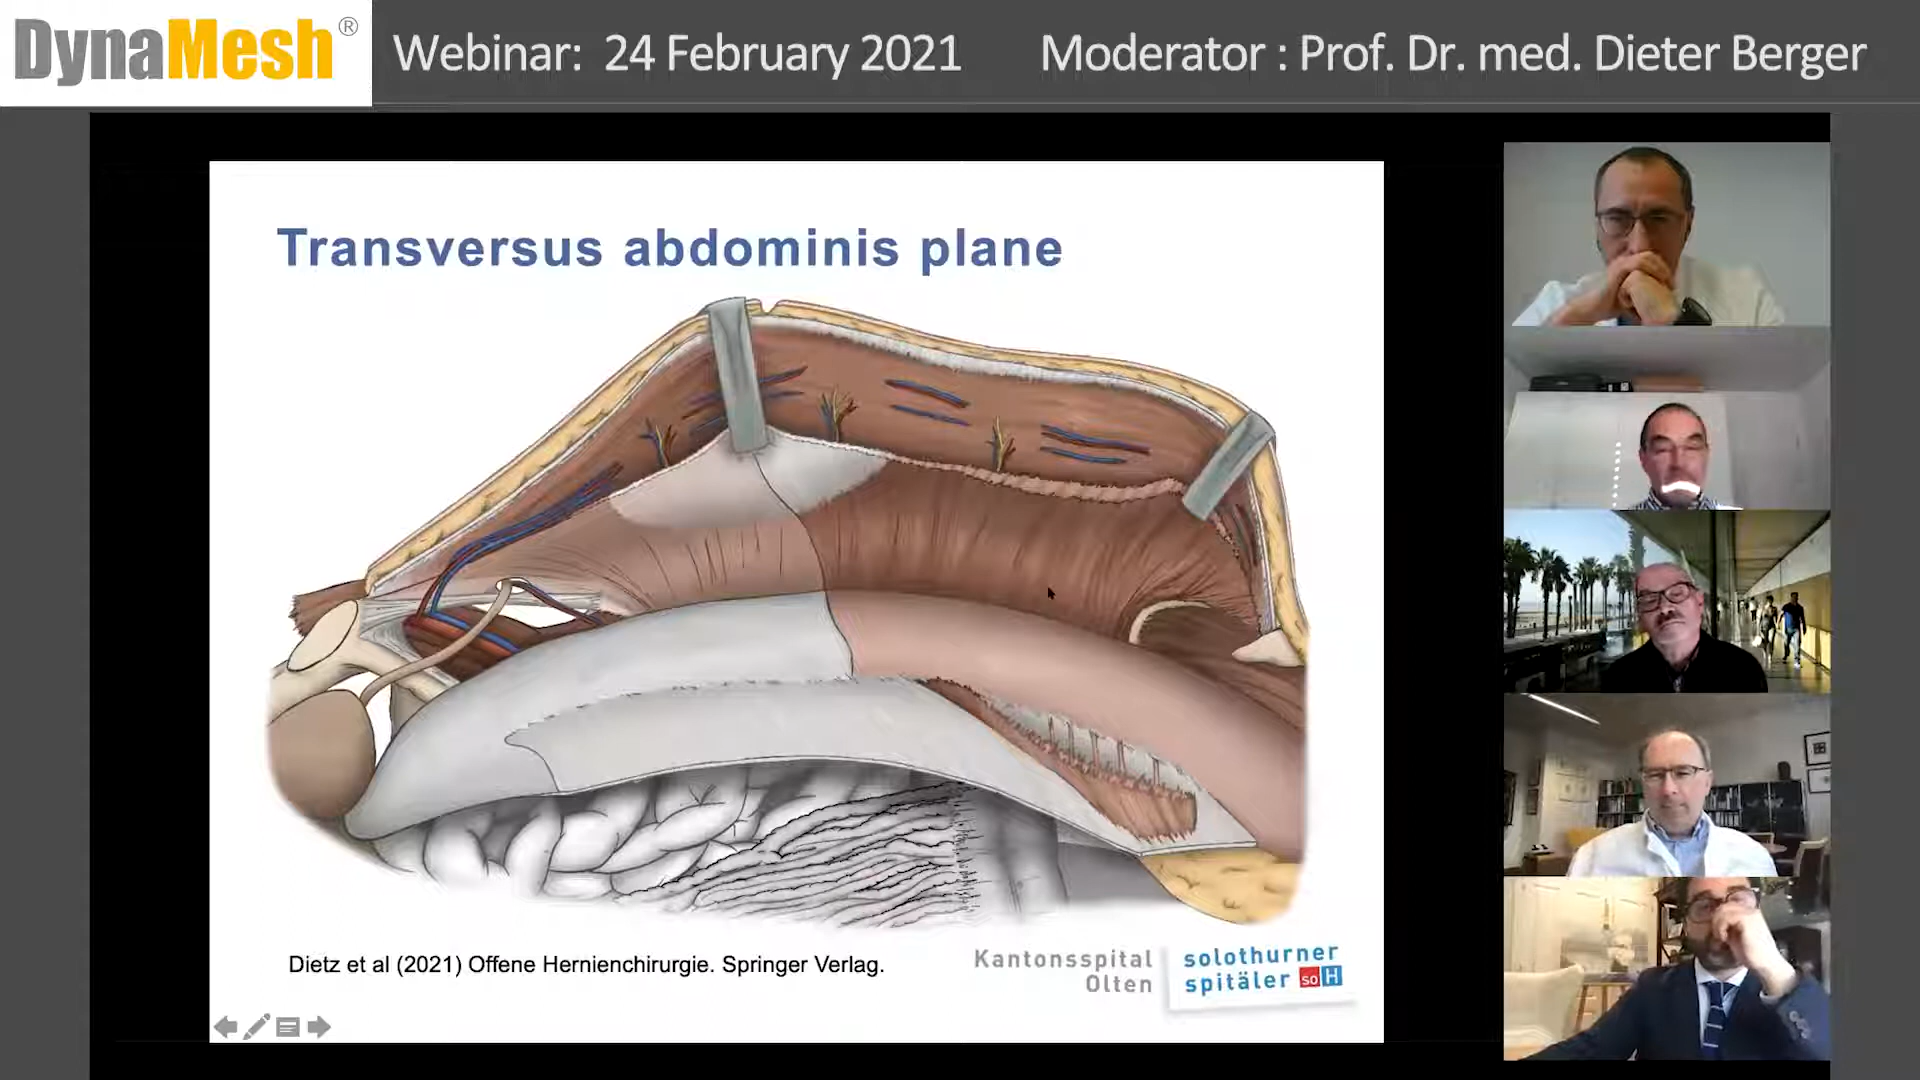 DynaMesh®
Webinar: 24 February 2021
Moderator : Prof. Dr. med. Dieter Berger
Transversus abdominis plane
Dietz et al (2021) Offene Hernienchirurgie. Springer Verlag.
Kantonsspital
Olten
solothurner
spitäler so H